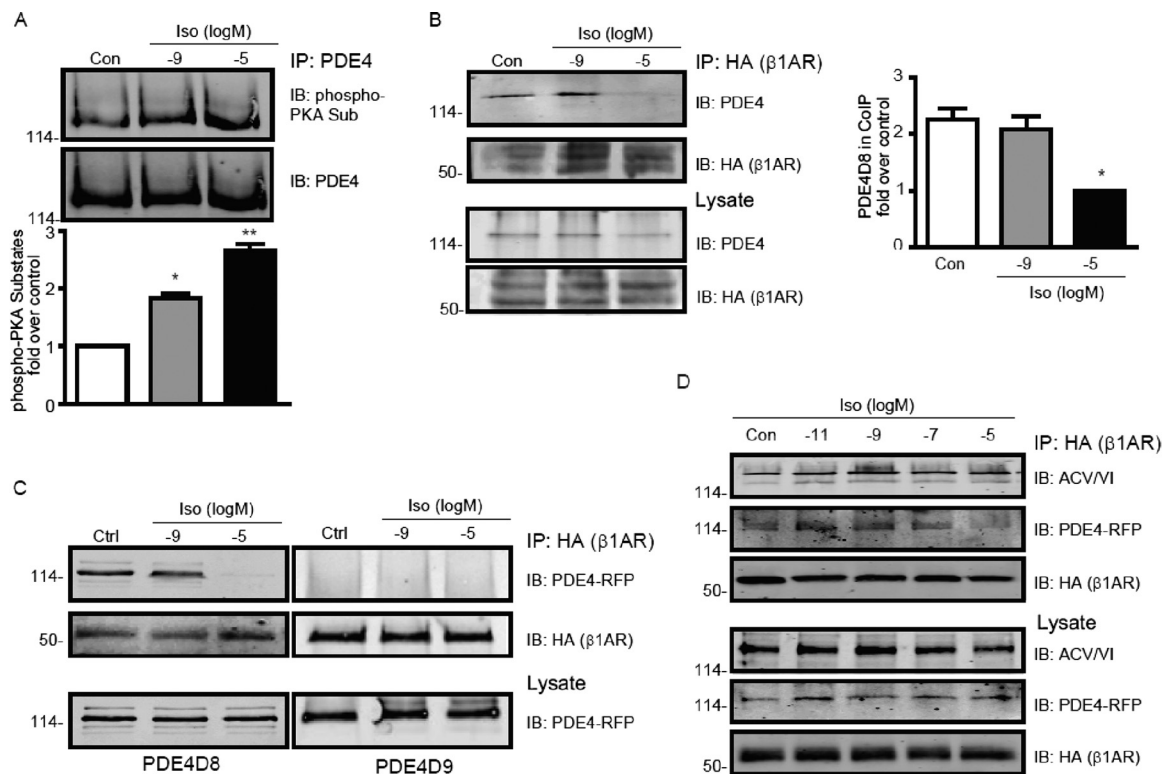 A
Iso (logM)
Con -9 -5 IP: PDE4
IB: phospho-
PKA Sub
114-
IB: PDE4
114-
phospho-PKA Substates
fold over control
3
2
1
0
*
**
B
Iso (logM)
Con -9 -5 IP: HA (β1AR)
114- IB: PDE4
50- IB: HA (β1AR)
Lysate
114- IB: PDE4
50- IB: HA (β1AR)
PDE4D8 in CoIP
fold over control
3
2
1
0
*
Con -9 -5
Iso (logM)
C
Iso (logM) Iso (logM)
Ctrl -9 -5 Ctrl -9 -5 IP: HA (β1AR)
114- IB: PDE4-RFP
50- IB: HA (β1AR)
Lysate
114- IB: PDE4-RFP
PDE4D8 PDE4D9
D
Iso (logM)
Con -11 -9 -7 -5 IP: HA (β1AR)
IB: ACV/VI
114-
114- IB: PDE4-RFP
50- IB: HA (β1AR)
Lysate
IB: ACV/VI
114-
114- IB: PDE4-RFP
50- IB: HA (β1AR)